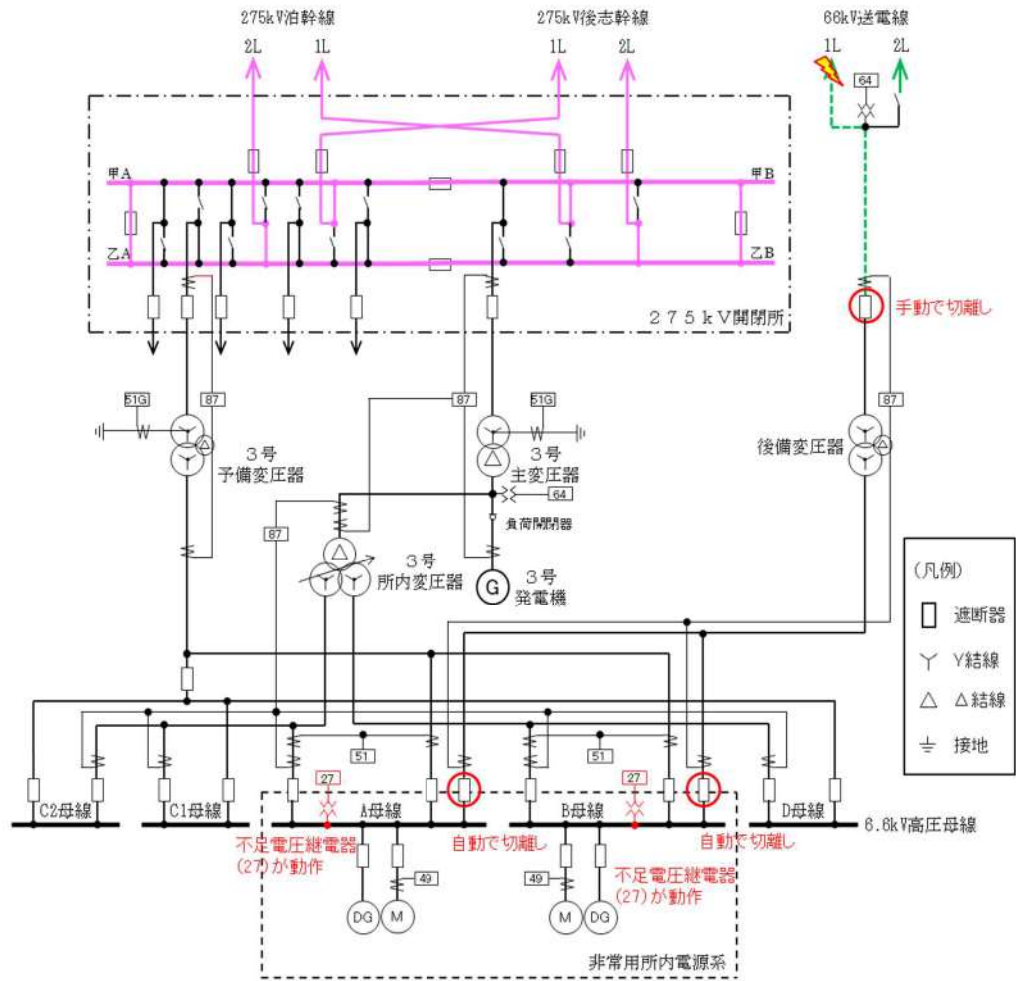 275kV泊幹線
275kV後志幹線
66kV送電線
2L
1L
1L
2L
1L
2L
64
甲A
甲B
乙A
乙B
275kV開閉所
手動で切離し
51G
87
87
51G
87
3号
予備変圧器
3号
主変圧器
後備変圧器
64
87
負荷開閉器
3号
所内変圧器
G
3号
発電機
(凡例)
遮断器
Y結線
Δ結線
接地
51
51
27
27
C2母線
C1母線
A母線
B母線
D母線
6.6kV高圧母線
不足電圧継電器
(27)が動作
自動で切離し
自動で切離し
不足電圧継電器
(27)が動作
49
49
DG
M
M
DG
非常用所内電源系